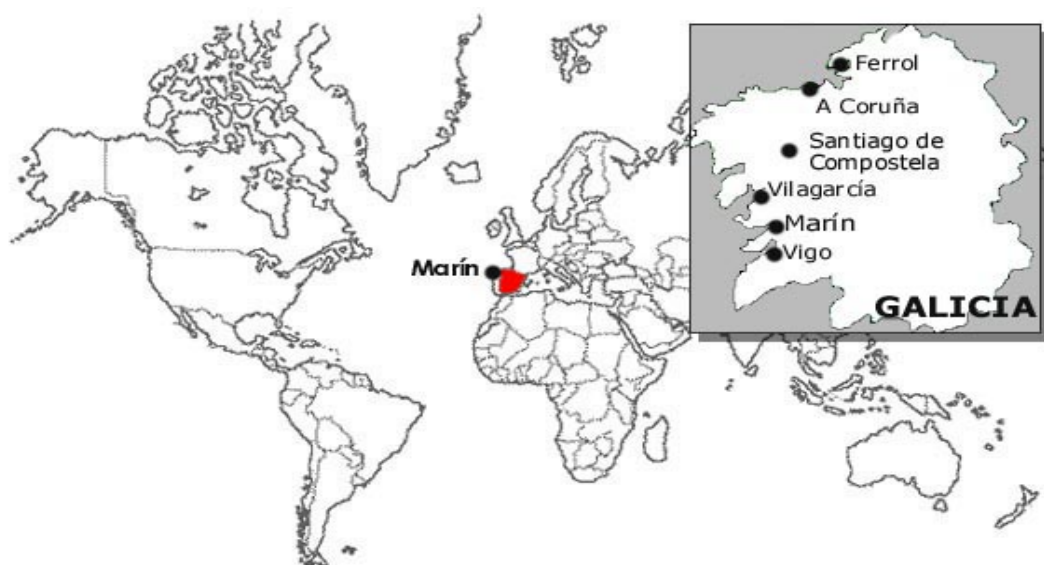 Marín
Ferrol
A Coruña
Santiago de
Compostela
Vilagarcía
Marín
Vigo
GALICIA